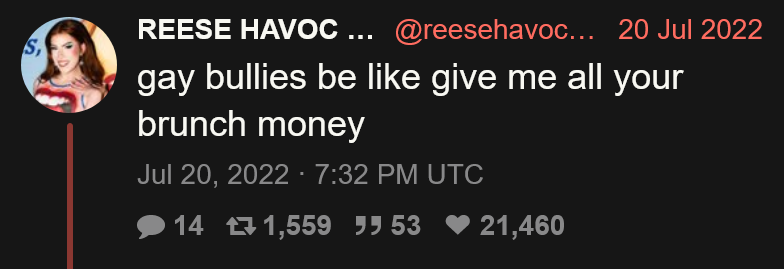 REESE HAVOC ... @reesehavoc... 20 Jul 2022
gay bullies be like give me all your
brunch money
Jul 20, 2022 · 7:32 PM UTC
14 1,559 53 21,460